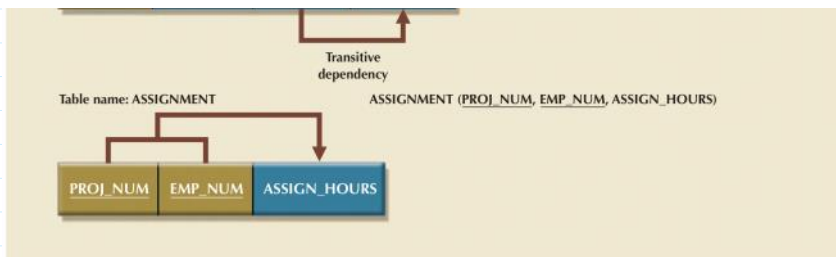 Transitive
dependency
Table name: ASSIGNMENT
ASSIGNMENT (PROJ_NUM, EMP_NUM, ASSIGN_HOURS)
PROJ_NUM
EMP_NUM
ASSIGN_HOURS